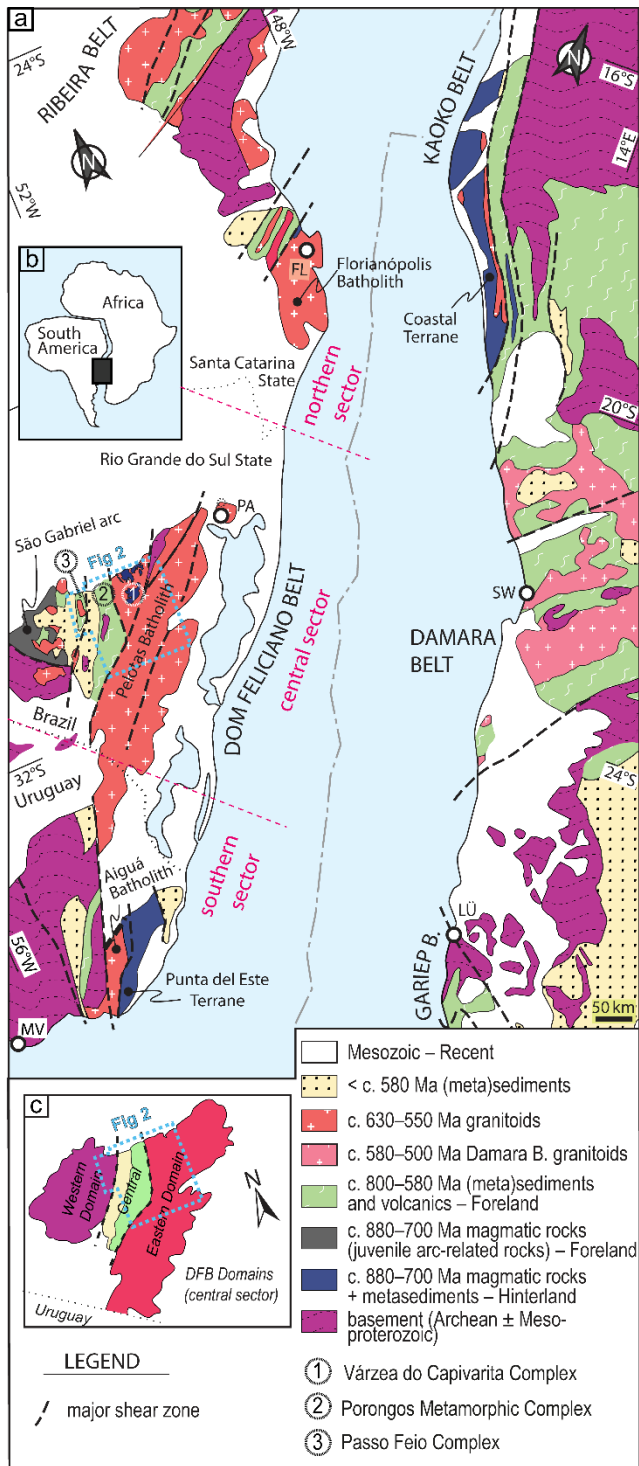 a
24°S
48°W
RIBEIRA BELT
N
52°W
KAOKO BELT
N
16°S
14°E
FL
Florianópolis
Batholith
Coastal
Terrane
b
Africa
South
America
Santa Catarina
State
northern
sector
20°S
Rio Grande do Sul State
São Gabriel arc
PA
3
Fig 2
2
1
Pelotas Batholith
SW
DOM FELICIANO BELT
central sector
DAMARA
BELT
Brazil
32°S
Uruguay
24°S
Aiguá
Batholith
southern
sector
56°W
LÜ
GARIEP B.
Punta del Este
Terrane
MV
50 km
Mesozoic – Recent
< c. 580 Ma (meta)sediments
c. 630–550 Ma granitoids
c. 580–500 Ma Damara B. granitoids
c. 800–580 Ma (meta)sediments
and volcanics – Foreland
c. 880–700 Ma magmatic rocks
(juvenile arc-related rocks) – Foreland
c. 880–700 Ma magmatic rocks
+ metasediments – Hinterland
basement (Archean ± Meso-
proterozoic)
1 Várzea do Capivarita Complex
2 Porongos Metamorphic Complex
3 Passo Feio Complex
c
Fig 2
Western
Domain
Central
Eastern Domain
N
DFB Domains
(central sector)
Uruguay
LEGEND
major shear zone